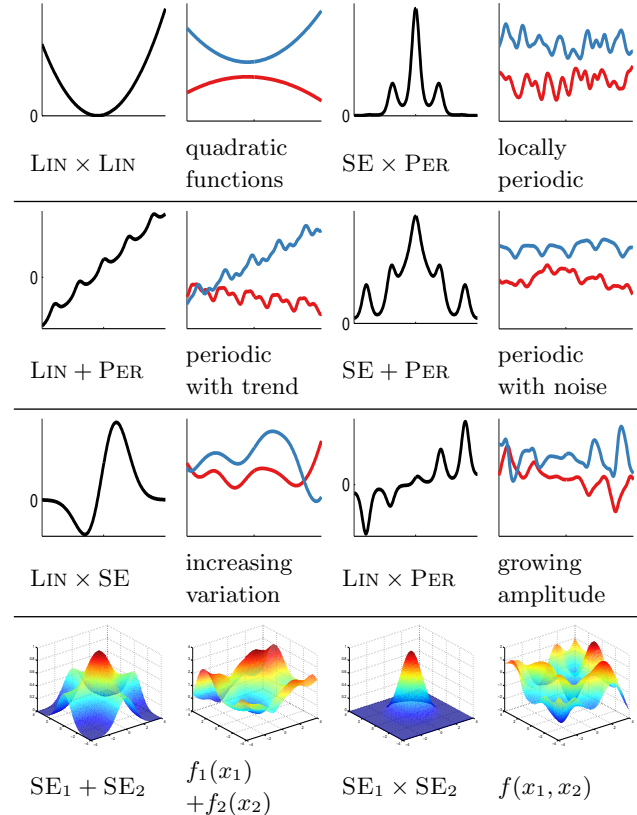 0
0
LIN × LIN
quadratic
functions
SE × PER
locally
periodic
0
0
LIN + PER
periodic
with trend
SE + PER
periodic
with noise
0
0
LIN × SE
increasing
variation
LIN × PER
growing
amplitude
SE₁ + SE₂
f₁(x₁)
+f₂(x₂)
SE₁ × SE₂
f(x₁, x₂)